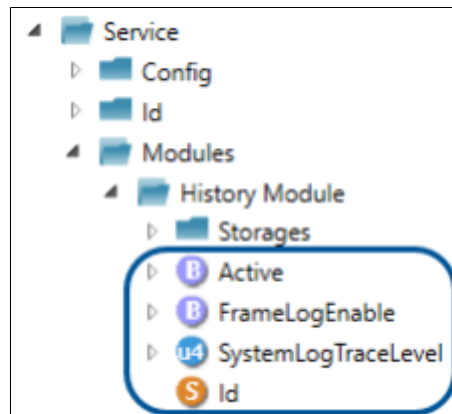 Service
Config
Id
Modules
History Module
Storages
B Active
B FrameLogEnable
u4 SystemLogTraceLevel
S Id